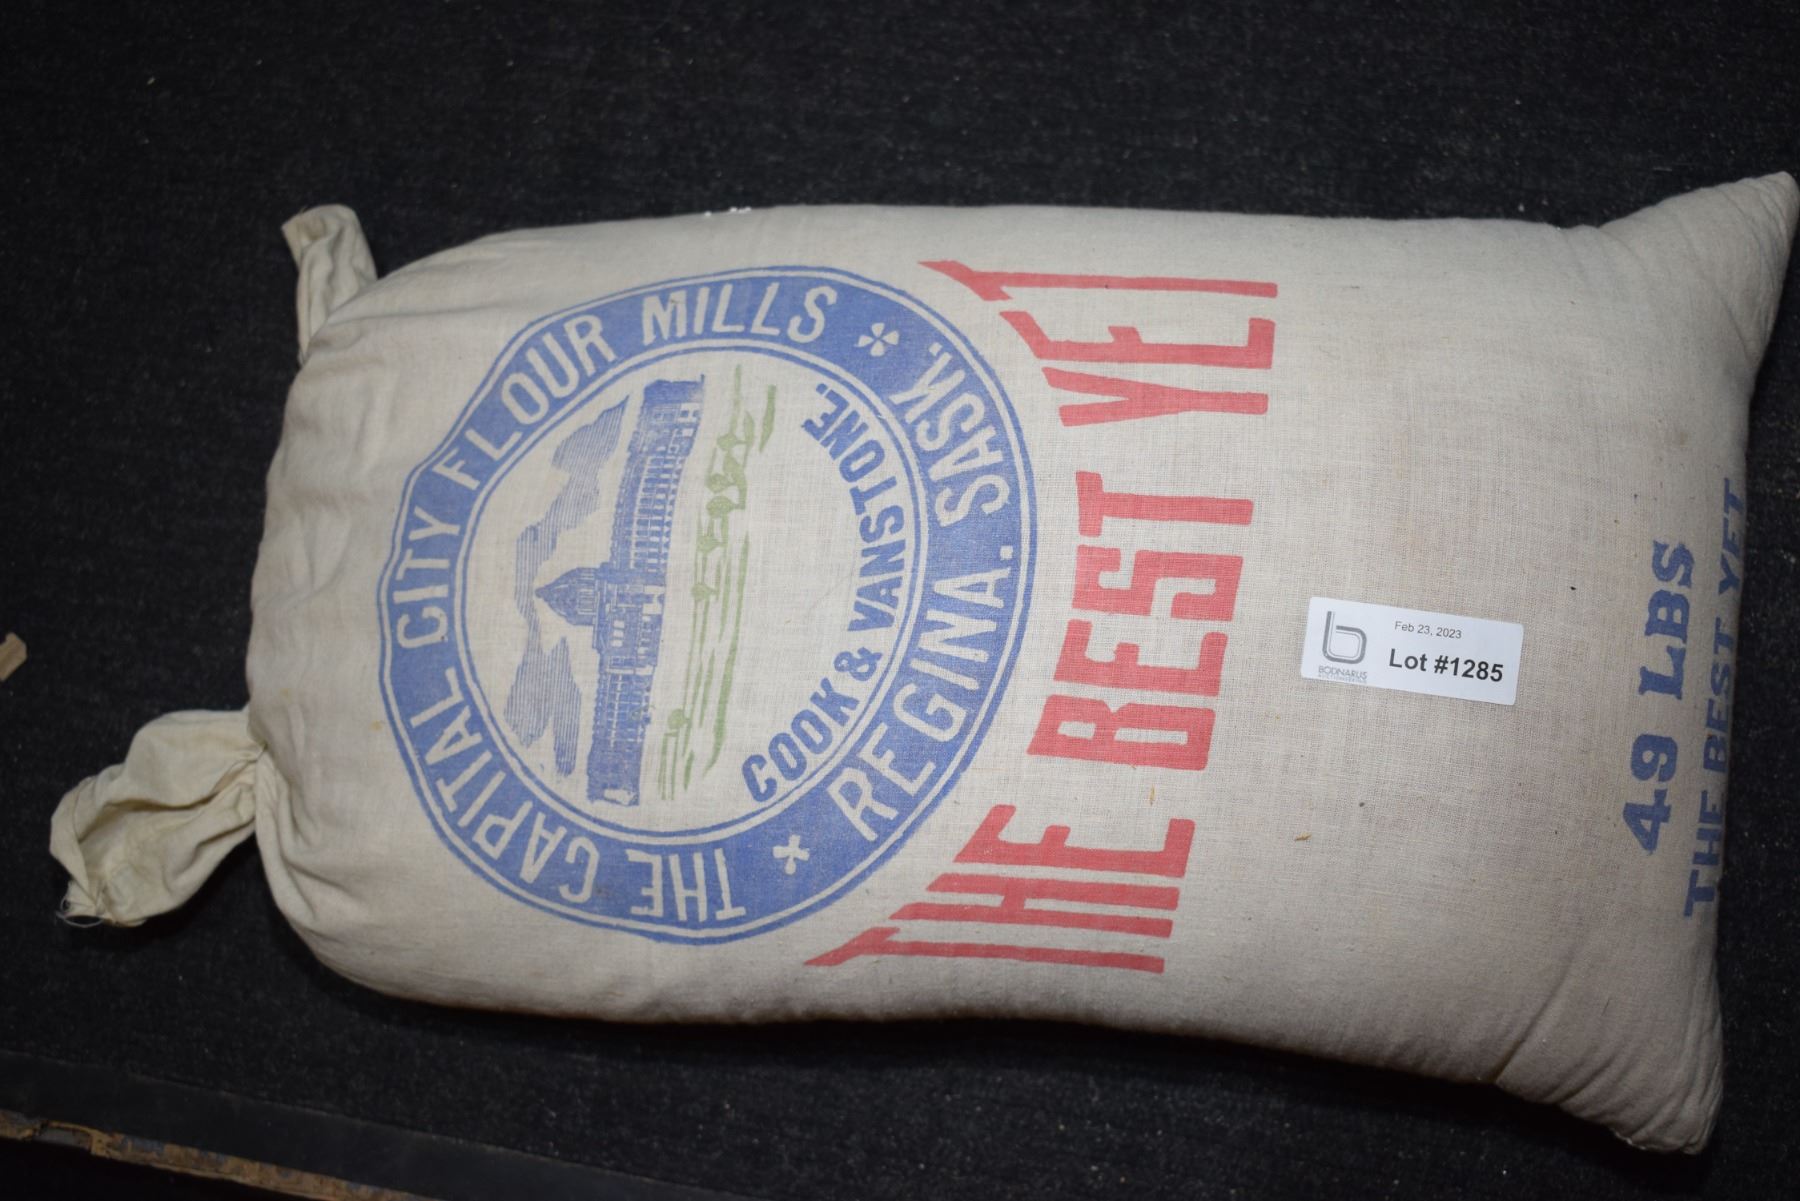 THE CAPITAL CITY FLOUR MILLS
COOK & VANSTONE.
REGINA. SASK.
THE BEST YET
Feb 23, 2023
Lot #1285
BODNARUS
49 LBS
THE BEST YET